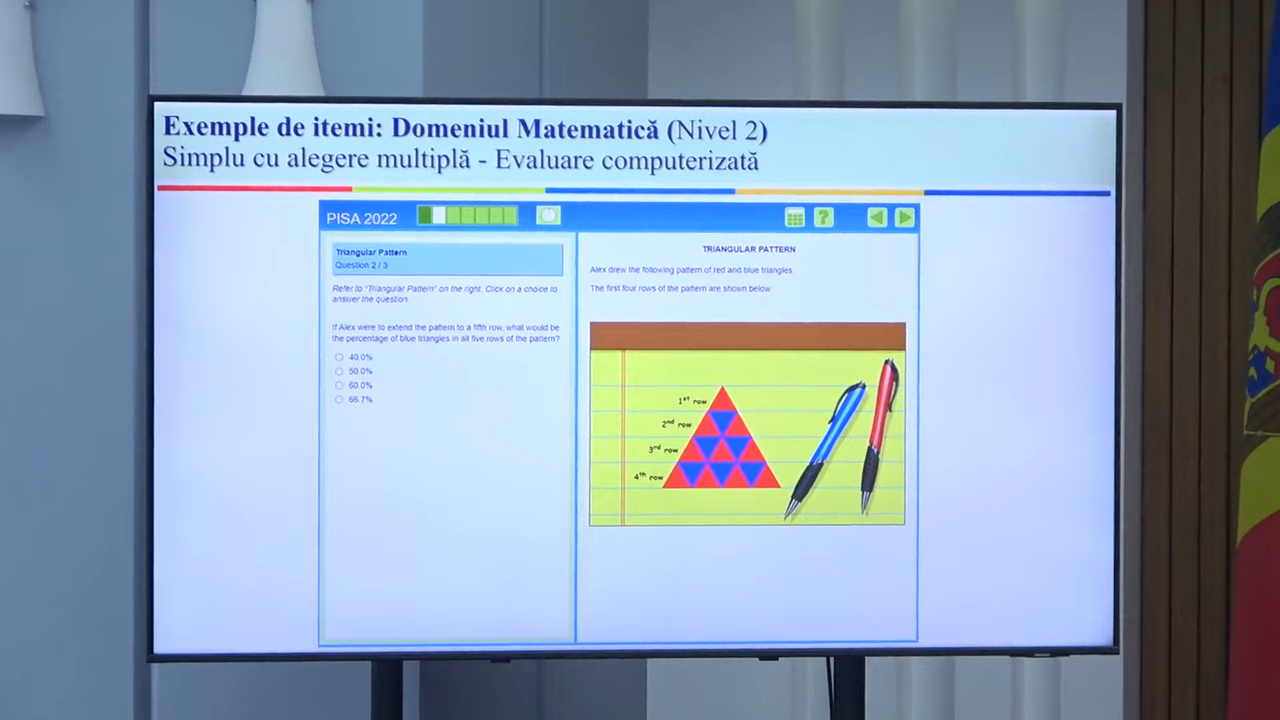 Exemple de itemi: Domeniul Matematică (Nivel 2)
Simplu cu alegere multiplă - Evaluare computerizată
PISA 2022
?
Triangular Pattern
Question 2 / 3
Refer to "Triangular Pattern" on the right. Click on a choice to
answer the question.
If Alex were to extend the pattern to a fifth row, what would be
the percentage of blue triangles in all five rows of the pattern?
40.0%
50.0%
60.0%
66.7%
TRIANGULAR PATTERN
Alex drew the following pattern of red and blue triangles.
The first four rows of the pattern are shown below.
1st row
2nd row
3rd row
4th row